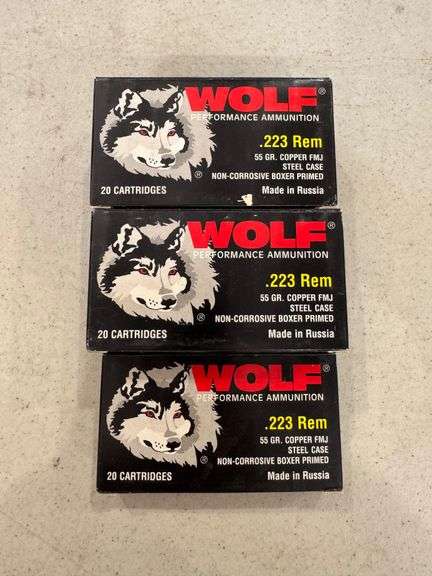 WOLF®
PERFORMANCE AMMUNITION
.223 Rem
55 GR. COPPER FMJ
STEEL CASE
NON-CORROSIVE BOXER PRIMED
® 
20 CARTRIDGES Made in Russia
WOLF®
PERFORMANCE AMMUNITION
.223 Rem
55 GR. COPPER FMJ
STEEL CASE
NON-CORROSIVE BOXER PRIMED
®
20 CARTRIDGES Made in Russia
WOLF®
PERFORMANCE AMMUNITION
.223 Rem
55 GR. COPPER FMJ
STEEL CASE
NON-CORROSIVE BOXER PRIMED
®
20 CARTRIDGES Made in Russia